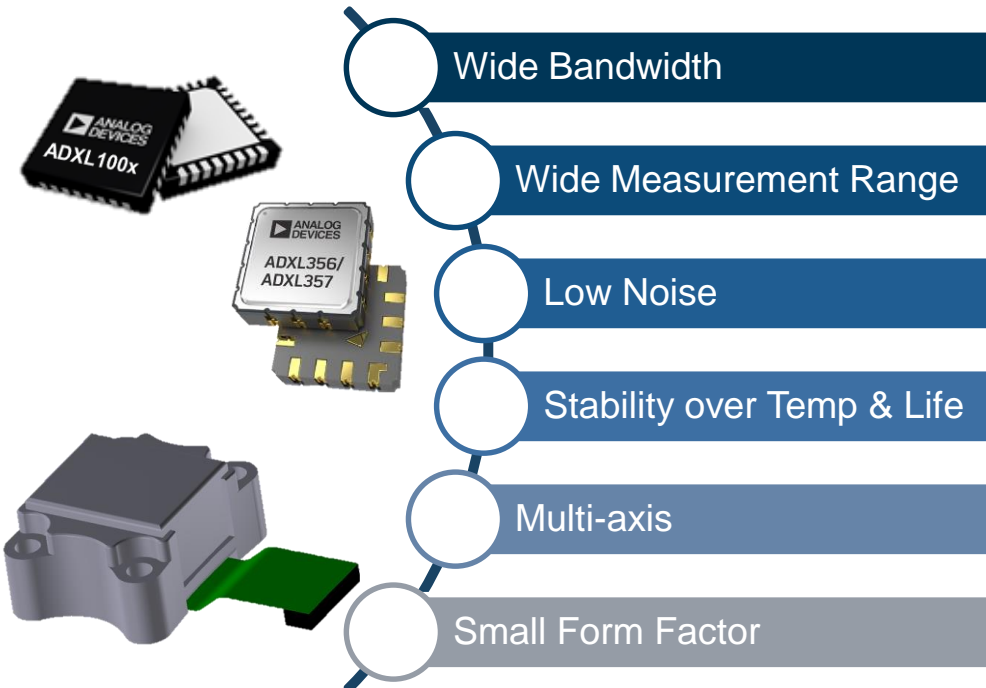 ANALOG
DEVICES
ADXL100x
ANALOG
DEVICES
ADXL356/
ADXL357
Wide Bandwidth
Wide Measurement Range
Low Noise
Stability over Temp & Life
Multi-axis
Small Form Factor